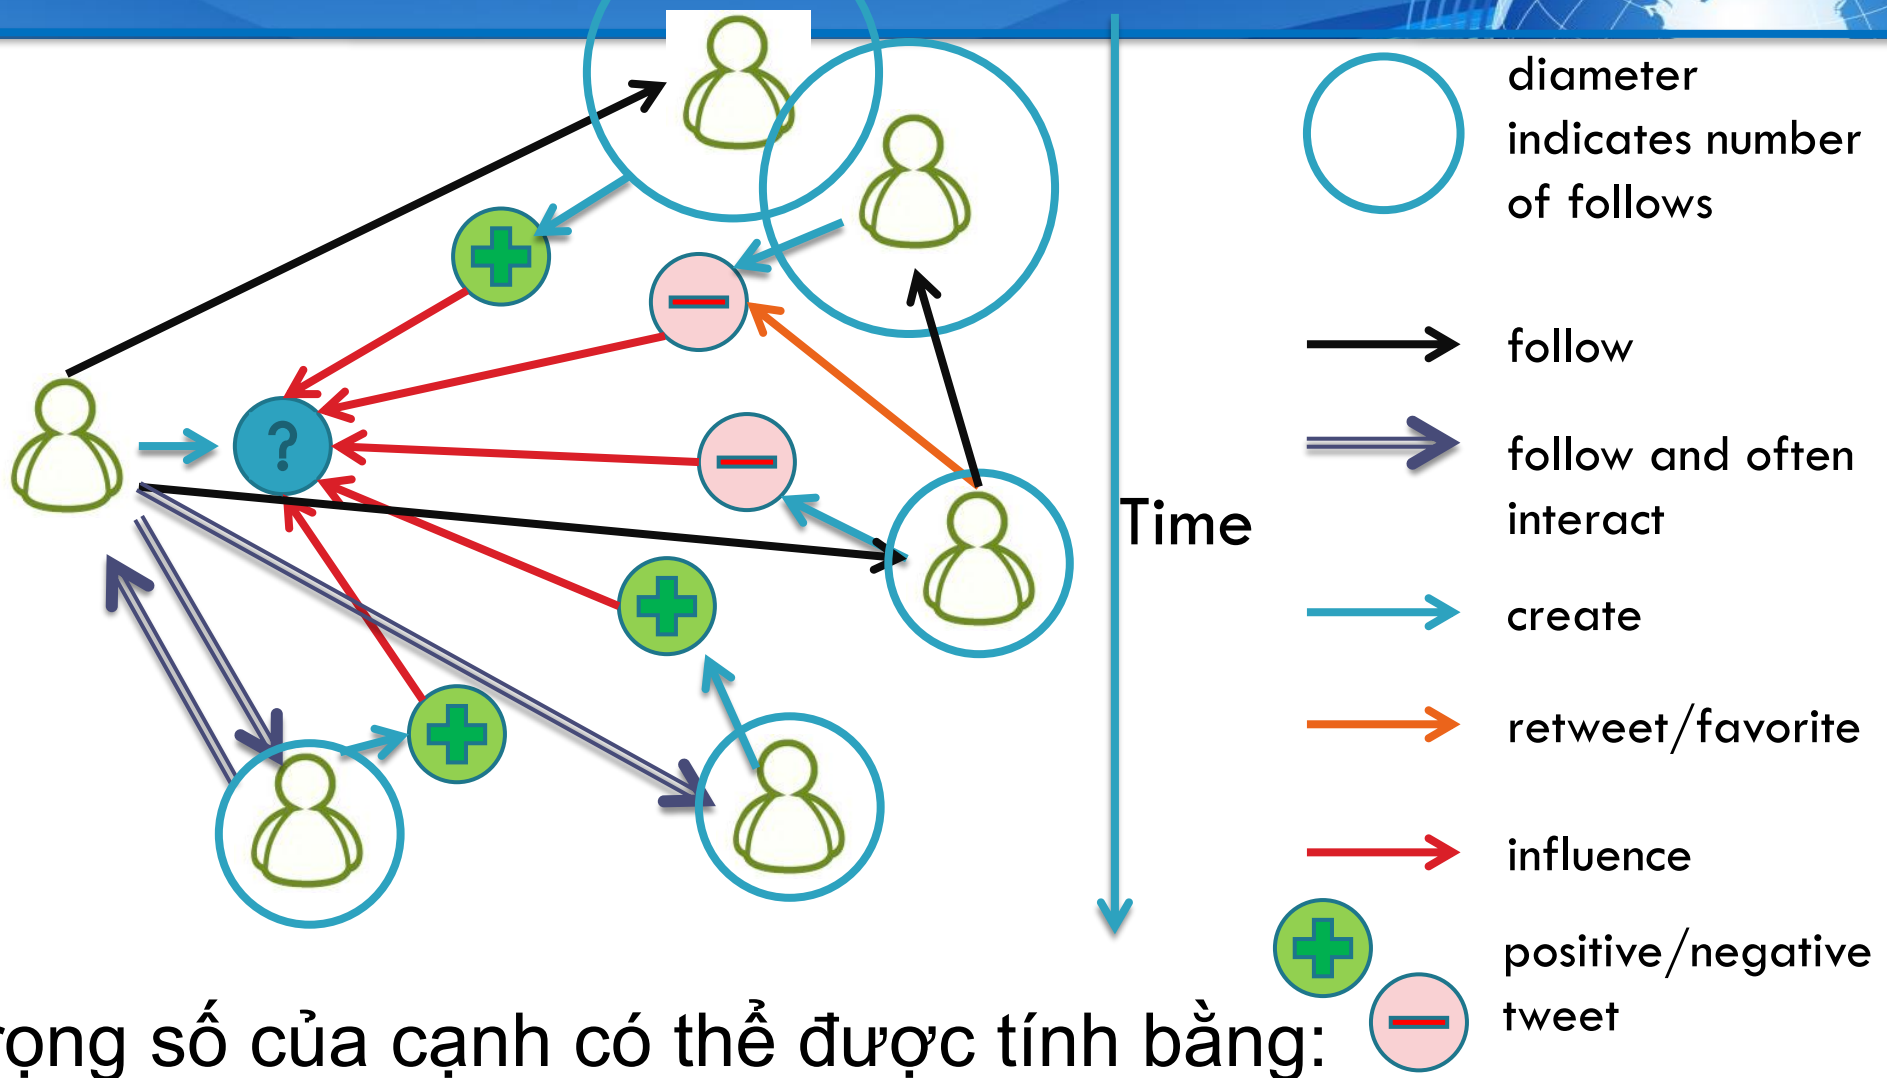 diameter
indicates number
of follows
follow
follow and often
interact
Time
create
retweet/favorite
influence
positive/negative
tweet
?
số của cạnh có thể được tính bằng: